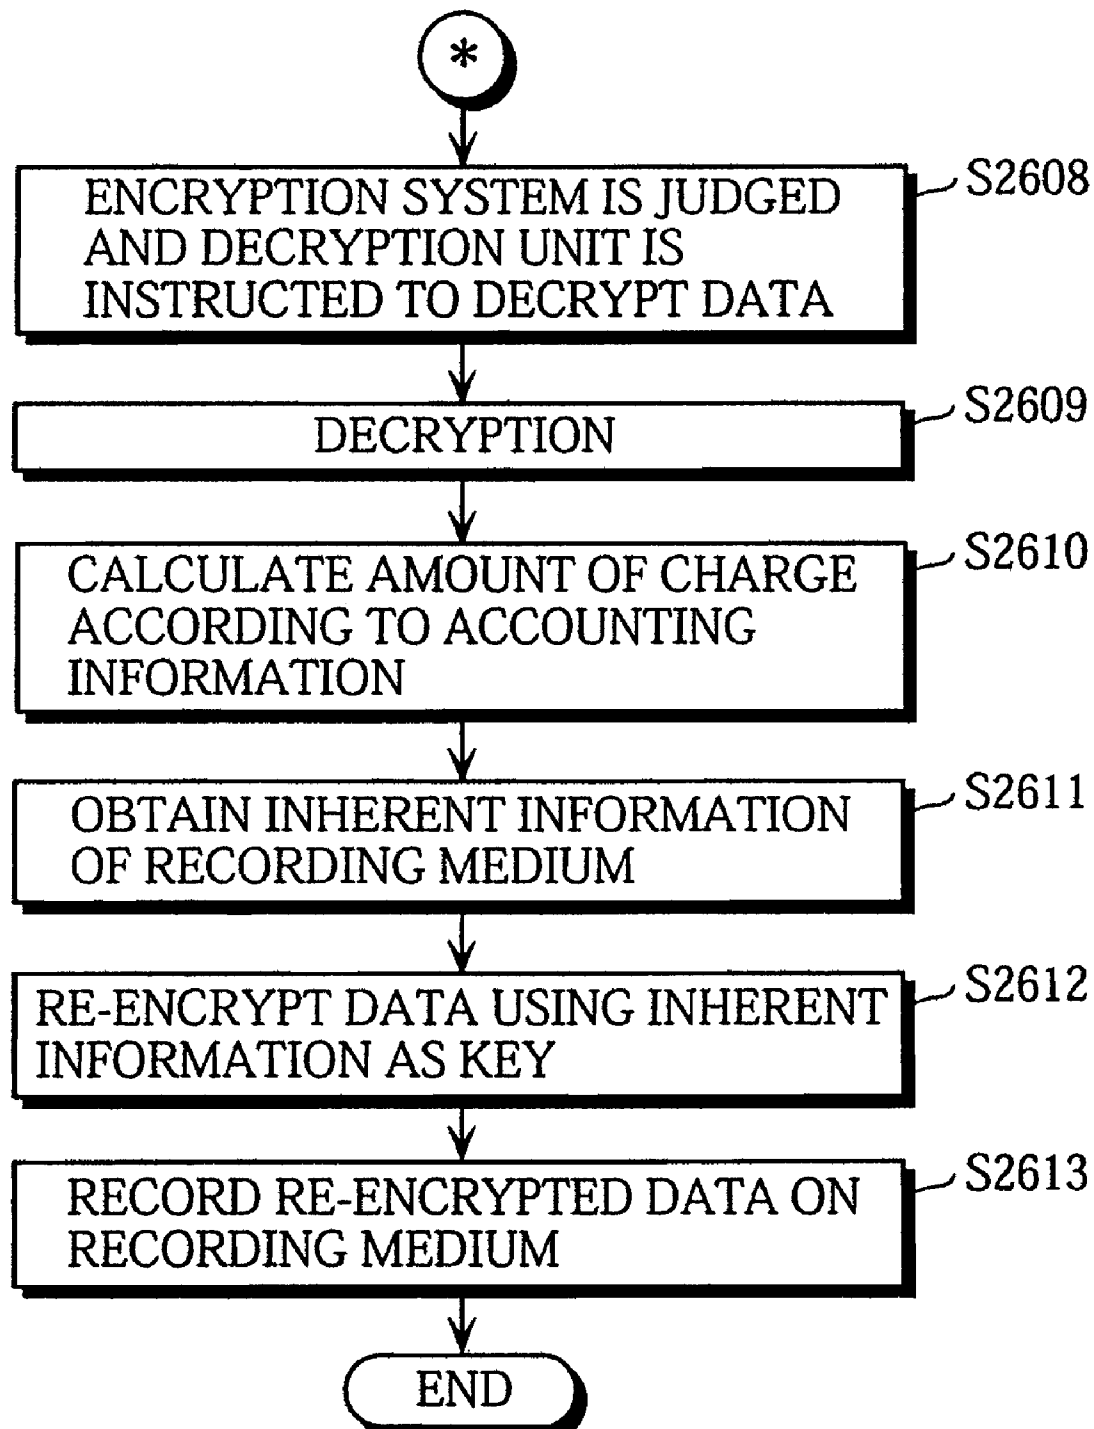 *
ENCRYPTION SYSTEM IS JUDGED
AND DECRYPTION UNIT IS
INSTRUCTED TO DECRYPT DATA
S2608
DECRYPTION
S2609
CALCULATE AMOUNT OF CHARGE
ACCORDING TO ACCOUNTING
INFORMATION
S2610
OBTAIN INHERENT INFORMATION
OF RECORDING MEDIUM
S2611
RE-ENCRYPT DATA USING INHERENT
INFORMATION AS KEY
S2612
RECORD RE-ENCRYPTED DATA ON
RECORDING MEDIUM
S2613
END